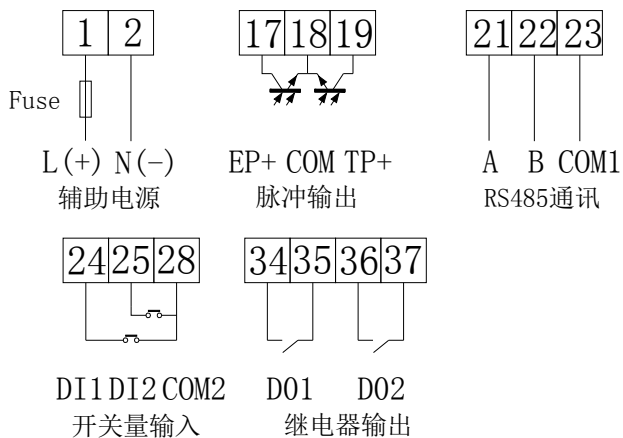 1 2 17 18 19 21 22 23
Fuse
L(+) N(-) EP+ COM TP+ A B COM1
辅助电源 脉冲输出 RS485通讯
24 25 28 34 35 36 37
DI1 DI2 COM2 DO1 DO2
开关量输入 继电器输出